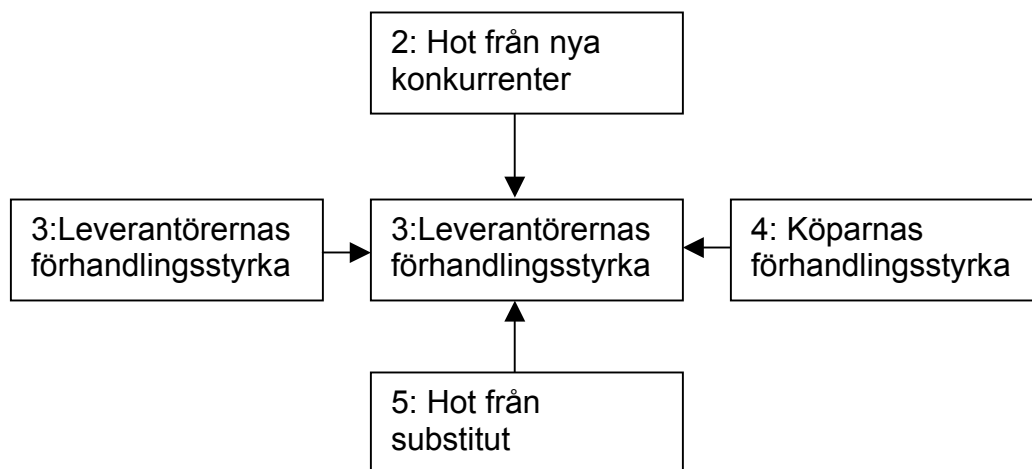 2: Hot från nya
konkurrenter
3:Leverantörernas
förhandlingsstyrka
3:Leverantörernas
förhandlingsstyrka
4: Köparnas
förhandlingsstyrka
5: Hot från
substitut